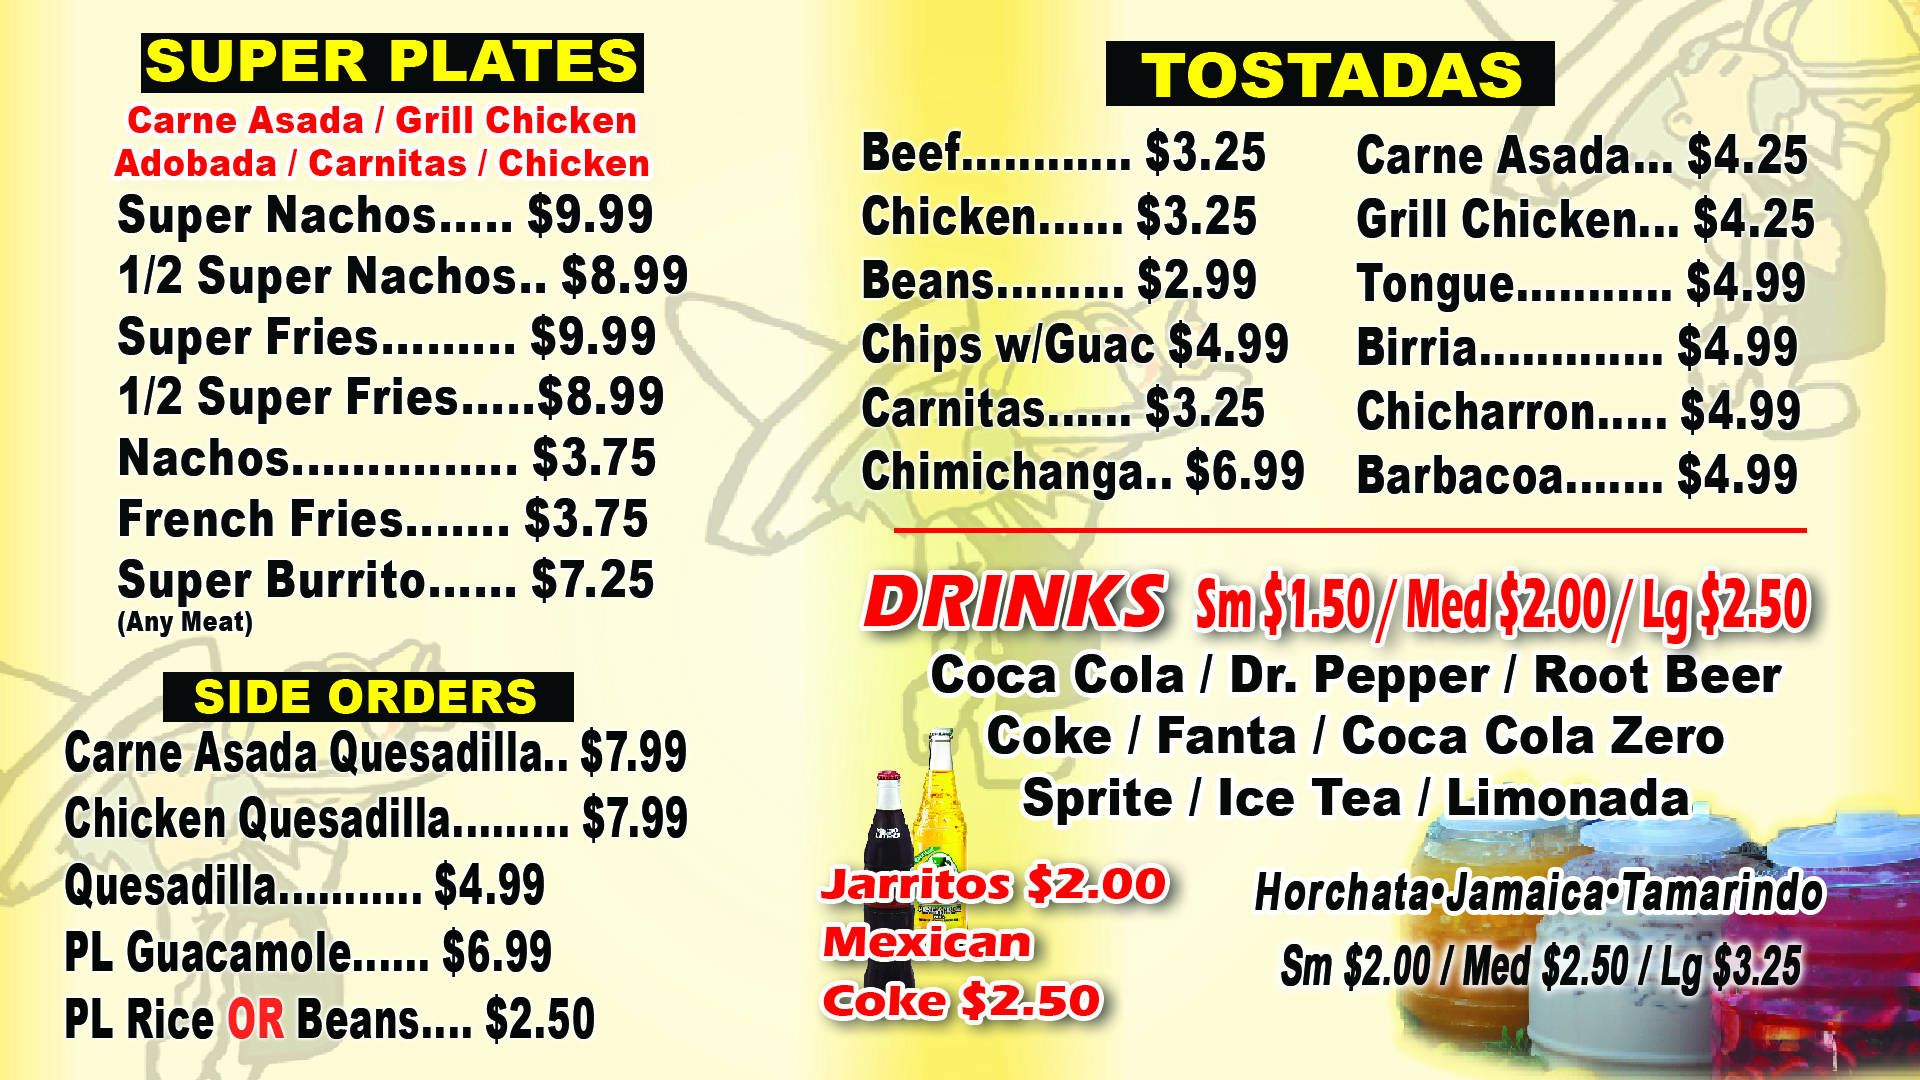 SUPER PLATES
Carne Asada / Grill Chicken
Adobada / Carnitas / Chicken
Super Nachos..... $9.99
1/2 Super Nachos.. $8.99
Super Fries......... $9.99
1/2 Super Fries.....$8.99
Nachos............... $3.75
French Fries....... $3.75
Super Burrito...... $7.25
(Any Meat)
SIDE ORDERS
Carne Asada Quesadilla.. $7.99
Chicken Quesadilla......... $7.99
Quesadilla........... $4.99
PL Guacamole...... $6.99
PL Rice OR Beans.... $2.50
TOSTADAS
Beef............ $3.25
Chicken...... $3.25
Beans......... $2.99
Chips w/Guac $4.99
Carnitas...... $3.25
Chimichanga.. $6.99
Carne Asada... $4.25
Grill Chicken... $4.25
Tongue........... $4.99
Birria............. $4.99
Chicharron..... $4.99
Barbacoa....... $4.99
DRINKS Sm $1.50 / Med $2.00 / Lg $2.50
Coca Cola / Dr. Pepper / Root Beer
Coke / Fanta / Coca Cola Zero
Sprite / Ice Tea / Limonada
Jarritos $2.00
Mexican
Coke $2.50
Horchata•Jamaica•Tamarindo
Sm $2.00 / Med $2.50 / Lg $3.25